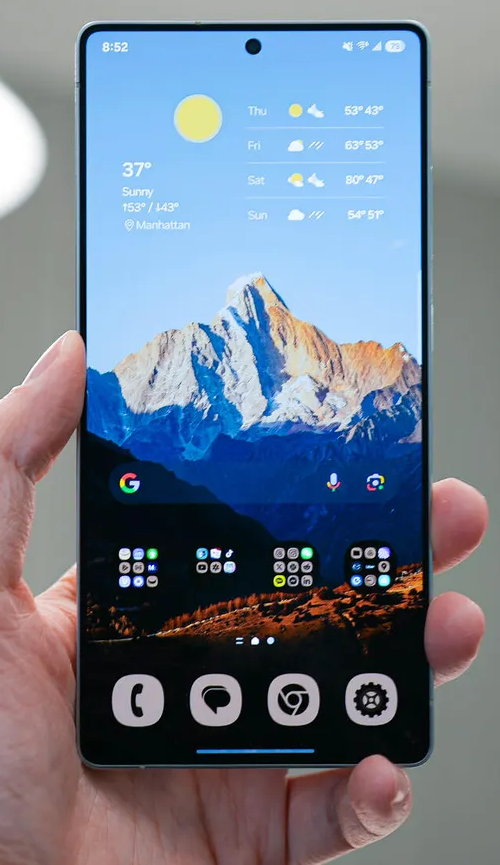 8:52
73
Thu 53° 43°
Fri 63° 53°
Sat 80° 47°
Sun 54° 51°
37°
Sunny
↑53° / ↓43°
Manhattan
G